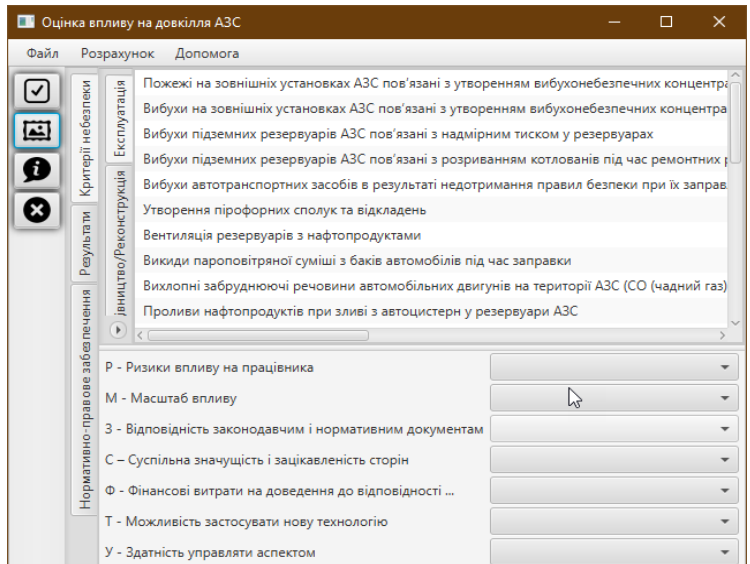 Оцінка впливу на довкілля АЗС
Файл Розрахунок Допомога
Критерії небезпеки
Результати
Нормативно-правове забезпечення
Експлуатація
івництво/Реконструкція
Пожежі на зовнішніх установках АЗС пов'язані з утворенням вибухонебезпечних концентра
Вибухи на зовнішніх установках АЗС пов'язані з утворенням вибухонебезпечних концентра
Вибухи підземних резервуарів АЗС пов'язані з надмірним тиском у резервуарах
Вибухи підземних резервуарів АЗС пов'язані з розриванням котлованів під час ремонтних р
Вибухи автотранспортних засобів в результаті недотримання правил безпеки при їх заправ
Утворення пірофорних сполук та відкладень
Вентиляція резервуарів з нафтопродуктами
Викиди пароповітряної суміші з баків автомобілів під час заправки
Вихлопні забруднюючі речовини автомобільних двигунів на території АЗС (СО (чадний газ)
Проливи нафтопродуктів при зливі з автоцистерн у резервуари АЗС
Р - Ризики впливу на працівника
М - Масштаб впливу
З - Відповідність законодавчим і нормативним документам
С – Суспільна значущість і зацікавленість сторін
Ф - Фінансові витрати на доведення до відповідності ...
Т - Можливість застосувати нову технологію
У - Здатність управляти аспектом